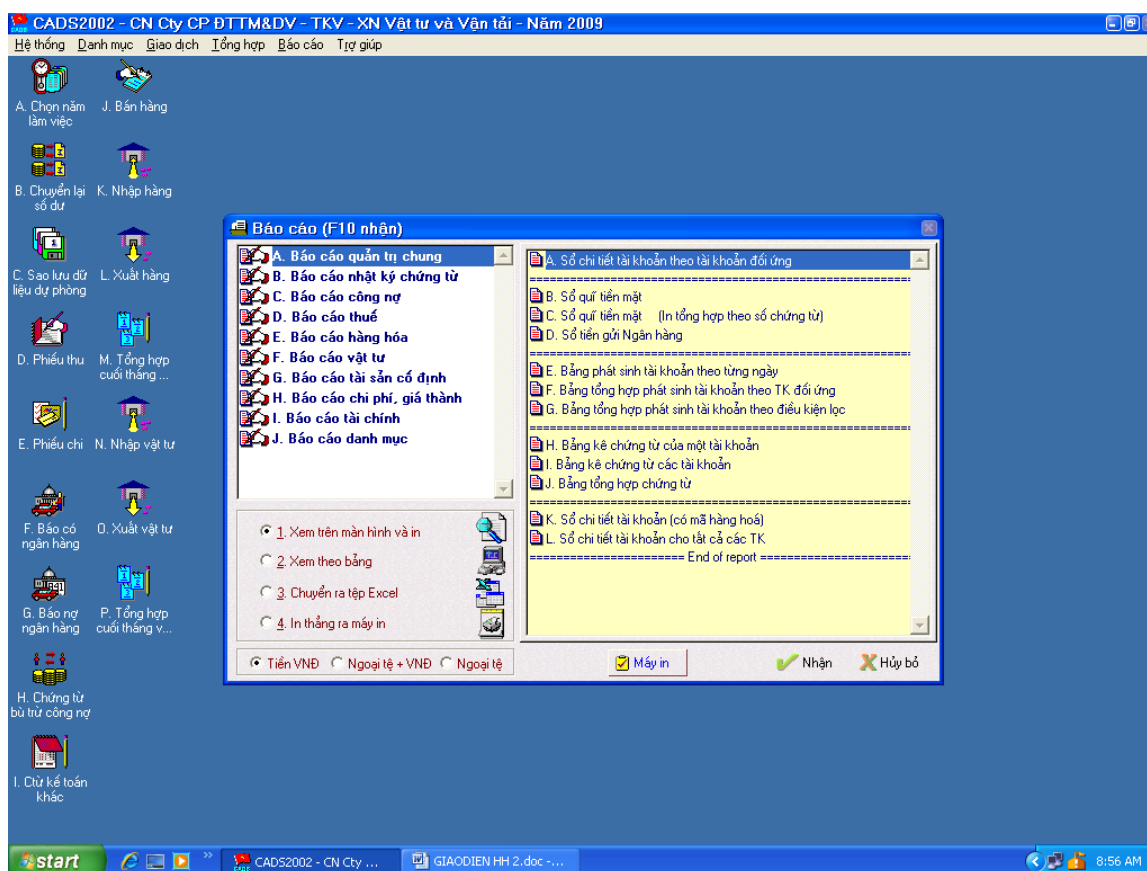 CADS2002 - CN Cty CP ĐTTM&DV - TKV - XN Vật tư và Vận tải - Năm 2009
Hệ thống Danh mục Giao dịch Tổng hợp Báo cáo Trợ giúp
A. Chọn năm
làm việc
J. Bán hàng
B. Chuyển lại
số dư
K. Nhập hàng
C. Sao lưu dữ
liệu dự phòng
L. Xuất hàng
D. Phiếu thu
M. Tổng hợp
cuối tháng ...
E. Phiếu chi
N. Nhập vật tư
F. Báo có
ngân hàng
O. Xuất vật tư
G. Báo nợ
ngân hàng
P. Tổng hợp
cuối tháng v...
H. Chứng từ
bù trừ công nợ
I. Ctừ kế toán
khác
Báo cáo (F10 nhận)
A. Báo cáo quản trị chung
B. Báo cáo nhật ký chứng từ
C. Báo cáo công nợ
D. Báo cáo thuế
E. Báo cáo hàng hóa
F. Báo cáo vật tư
G. Báo cáo tài sản cố định
H. Báo cáo chi phí, giá thành
I. Báo cáo tài chính
J. Báo cáo danh mục
1. Xem trên màn hình và in
2. Xem theo bảng
3. Chuyển ra tệp Excel
4. In thẳng ra máy in
Tiền VNĐ Ngoại tệ + VNĐ Ngoại tệ
A. Sổ chi tiết tài khoản theo tài khoản đối ứng
B. Sổ quĩ tiền mặt
C. Sổ quĩ tiền mặt (In tổng hợp theo số chứng từ)
D. Sổ tiền gửi Ngân hàng
E. Bảng phát sinh tài khoản theo từng ngày
F. Bảng tổng hợp phát sinh tài khoản theo TK đối ứng
G. Bảng tổng hợp phát sinh tài khoản theo điều kiện lọc
H. Bảng kê chứng từ của một tài khoản
I. Bảng kê chứng từ các tài khoản
J. Bảng tổng hợp chứng từ
K. Sổ chi tiết tài khoản (có mã hàng hoá)
L. Sổ chi tiết tài khoản cho tất cả các TK
====================== End of report =====================
Máy in Nhận Hủy bỏ
start CADS2002 - CN Cty ... GIAODIEN HH 2.doc -... 8:56 AM